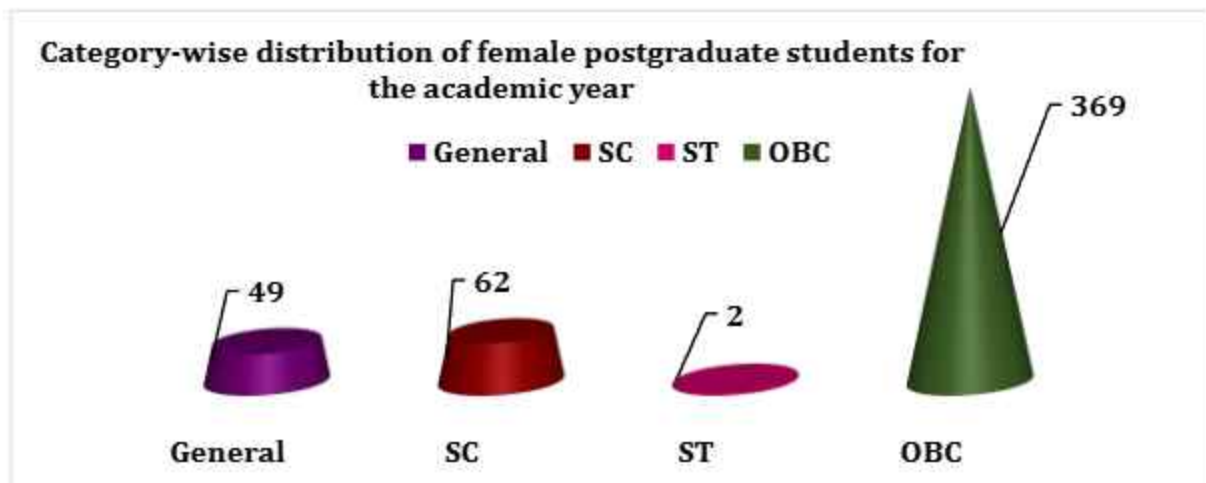 Category-wise distribution of female postgraduate students for
the academic year
General SC ST OBC
369
49
62
2
General SC ST OBC